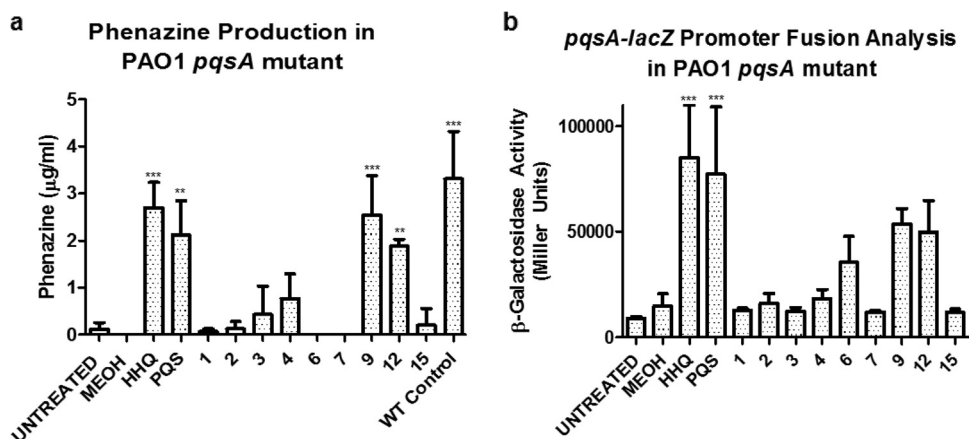 a
Phenazine Production in
PAO1 pqsA mutant
Phenazine (μg/ml)
5
4
3
2
1
0
***
**
***
**
***
UNTREATED
MEOH
HHQ
PQS
1
2
3
4
6
7
9
12
15
WT Control
b
pqsA-lacZ Promoter Fusion Analysis
in PAO1 pqsA mutant
β-Galactosidase Activity
(Miller Units)
100000
50000
0
***
***
UNTREATED
MEOH
HHQ
PQS
1
2
3
4
6
7
9
12
15